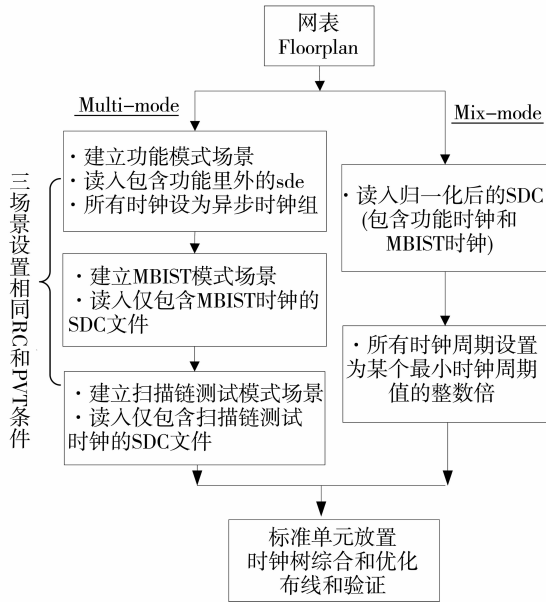 网表
Floorplan
Multi-mode
Mix-mode
·建立功能模式场景
·读入包含功能里外的sde
·所有时钟设为异步时钟组
·建立MBIST模式场景
·读入仅包含MBIST时钟的
SDC文件
·建立扫描链测试模式场景
·读入仅包含扫描链测试
时钟的SDC文件
三场景设置相同RC和PVT条件
·读入归一化后的SDC
(包含功能时钟和
MBIST时钟)
·所有时钟周期设置
为某个最小时钟周期
值的整数倍
标准单元放置
时钟树综合和优化
布线和验证